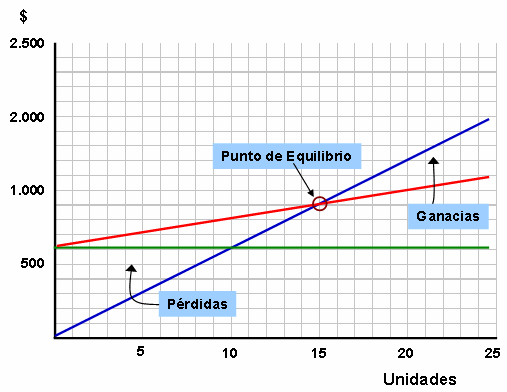 $
2.500
2.000
Punto de Equilibrio
1.000
Ganacias
500
Pérdidas
5 10 15 20 25
Unidades